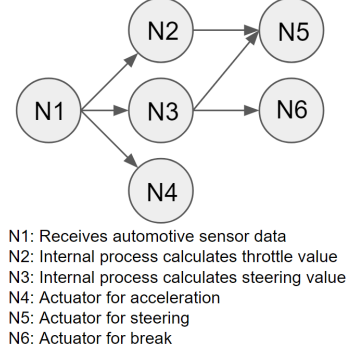 N2
N5
N1
N3
N6
N4
N1: Receives automotive sensor data
N2: Internal process calculates throttle value
N3: Internal process calculates steering value
N4: Actuator for acceleration
N5: Actuator for steering
N6: Actuator for break